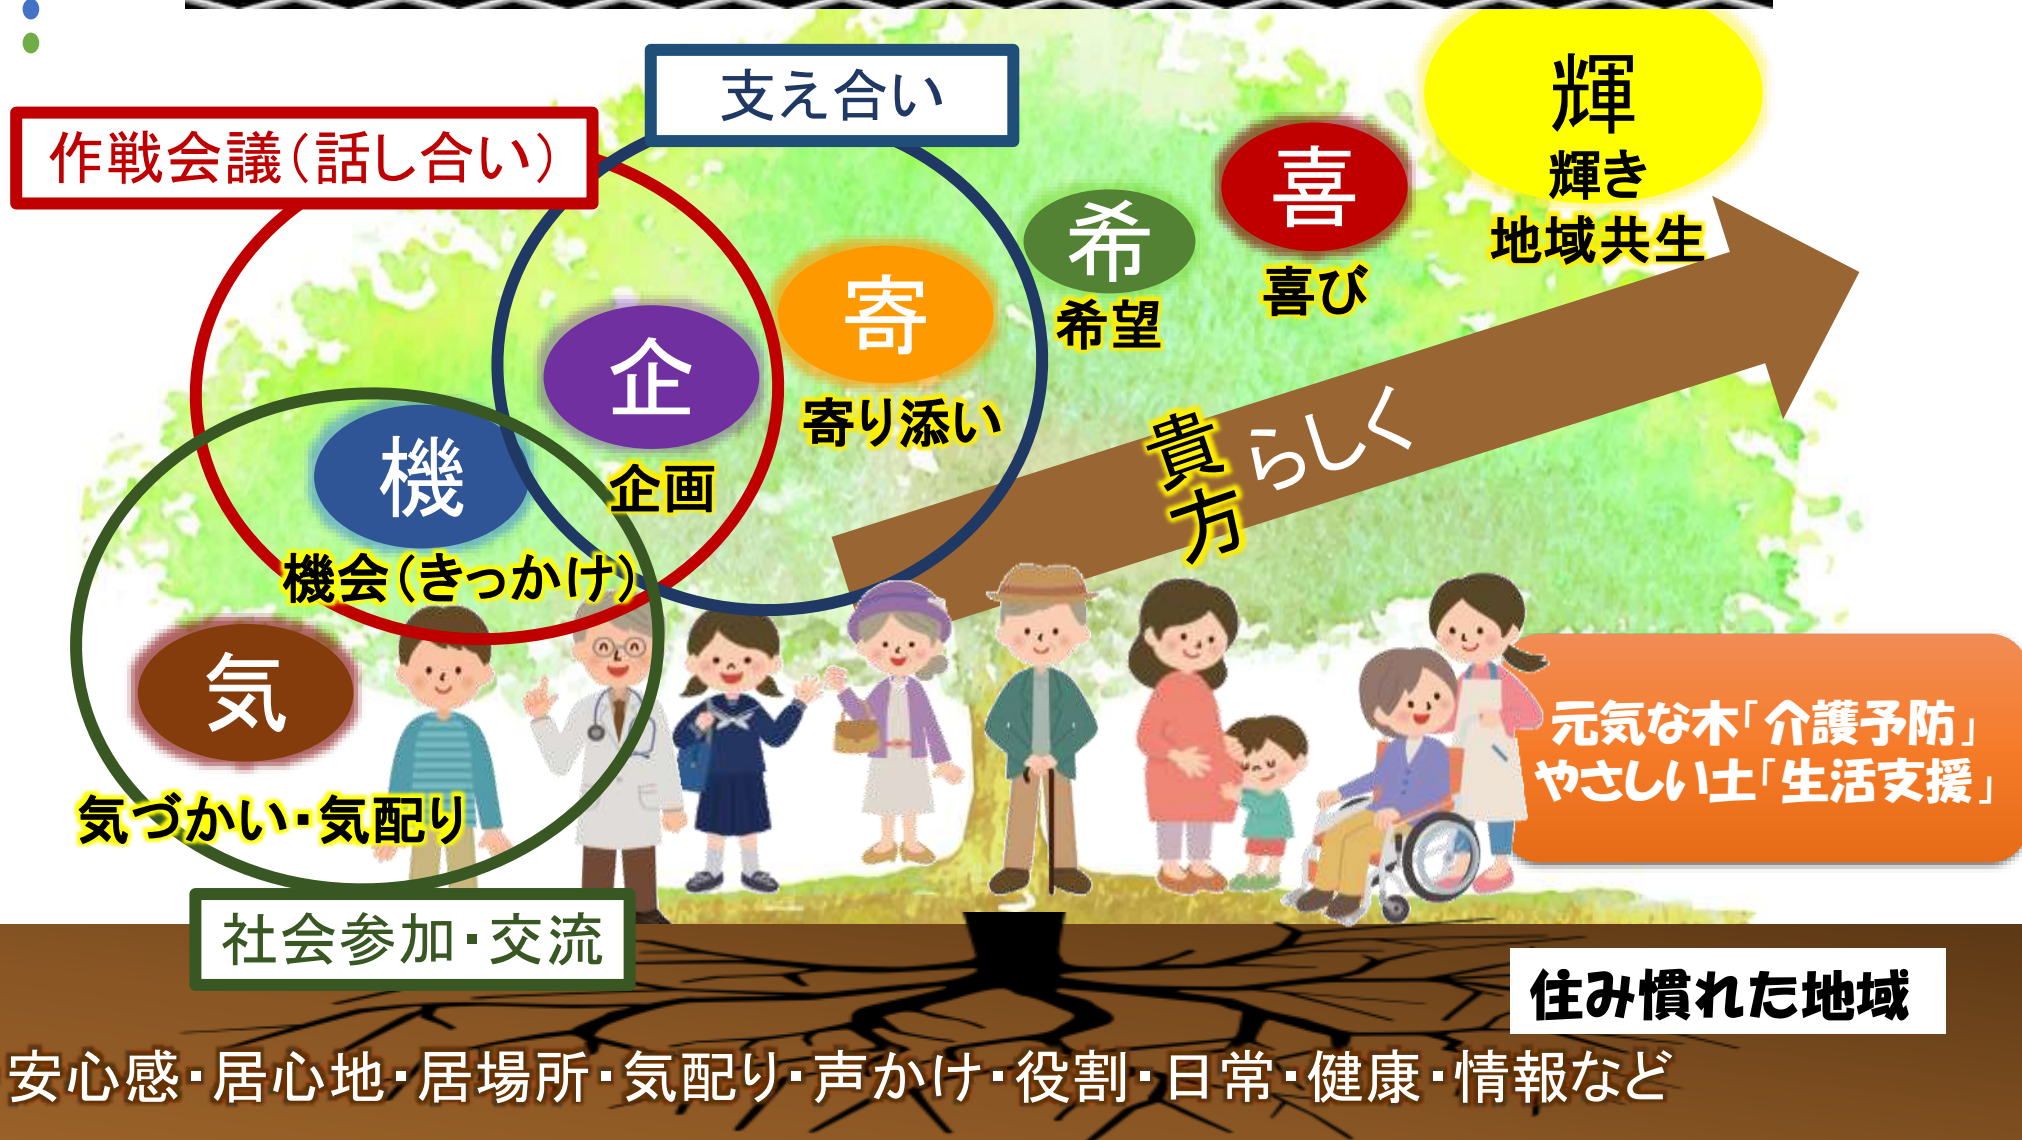 支え合い
作戦会議（話し合い）
輝
輝き
地域共生
喜
喜び
希
希望
寄
寄り添い
企
企画
機
機会（きっかけ）
貴方らしく
気
気づかい・気配り
元気な木「介護予防」
やさしい土「生活支援」
社会参加・交流
住み慣れた地域
安心感・居心地・居場所・気配り・声かけ・役割・日常・健康・情報など